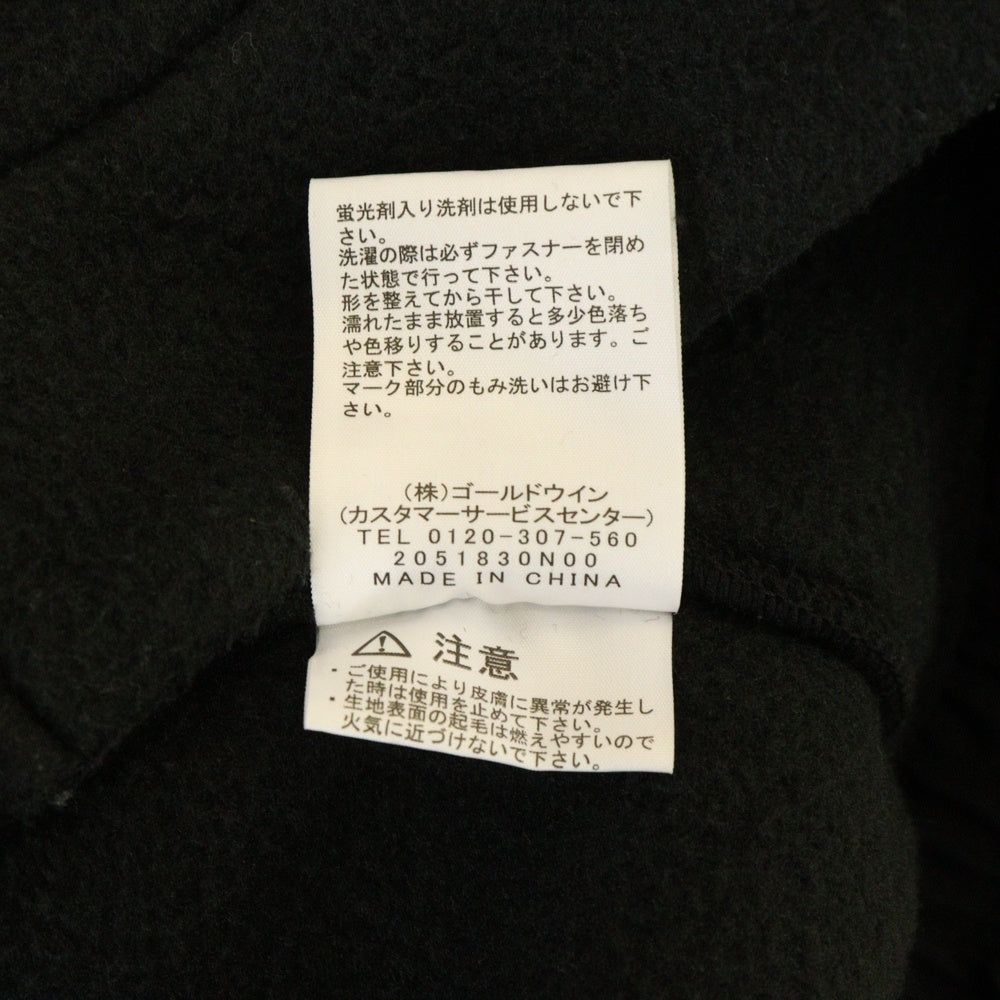 蛍光剤入り洗剤は使用しないで下
さい。
洗濯の際は必ずファスナーを閉め
た状態で行って下さい。
形を整えてから干して下さい。
濡れたまま放置すると多少色落ち
や色移りすることがあります。ご
注意下さい。
マーク部分のもみ洗いはお避け下
さい。
(株)ゴールドウイン
(カスタマーサービスセンター)
TEL 0120-307-560
2051830N00
MADE IN CHINA
注意
・ご使用により皮膚に異常が発生し
た時は使用を止めて下さい。
・生地表面の起毛は燃えやすいので
火気に近づけないで下さい。